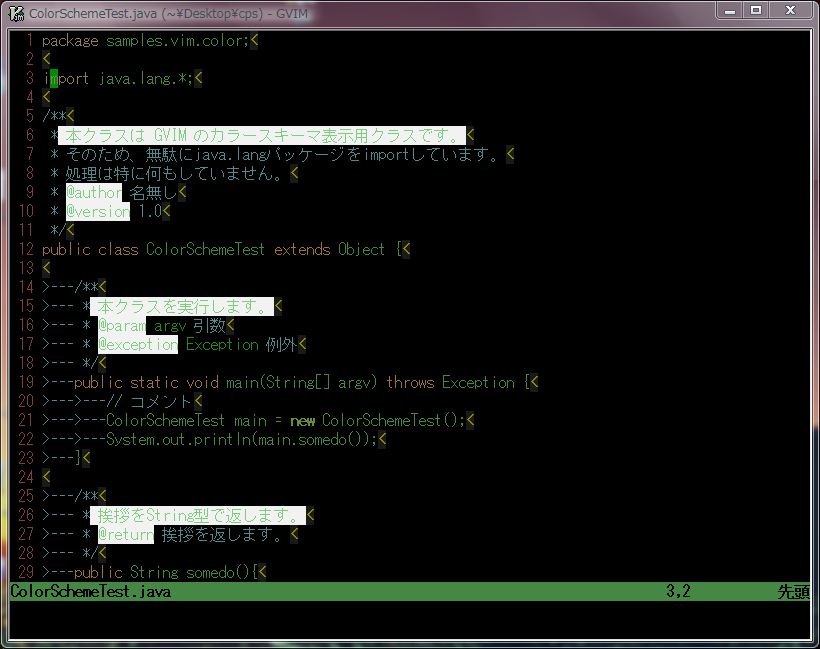 ColorSchemeTest.java (~¥Desktop¥cps) - GVIM
1 package samples.vim.color;<
2 <
3 import java.lang.*;<
4 <
5 /**<
6  * 本クラスは GVIM のカラースキーマ表示用クラスです。<
7  * そのため、無駄にjava.langパッケージをimportしています。<
8  * 処理は特に何もしていません。<
9  * @author 名無し<
10  * @version 1.0<
11  */<
12 public class ColorSchemeTest extends Object {<
13 <
14 >---/**<
15 >--- * 本クラスを実行します。<
16 >--- * @param argv 引数<
17 >--- * @exception Exception 例外<
18 >--- */<
19 >---public static void main(String[] argv) throws Exception {<
20 >--->---// コメント<
21 >--->---ColorSchemeTest main = new ColorSchemeTest();<
22 >--->---System.out.println(main.somedo());<
23 >---}<
24 <
25 >---/**<
26 >--- * 挨拶をString型で返します。<
27 >--- * @return 挨拶を返します。<
28 >--- */<
29 >---public String somedo(){<
ColorSchemeTest.java 3,2 先頭